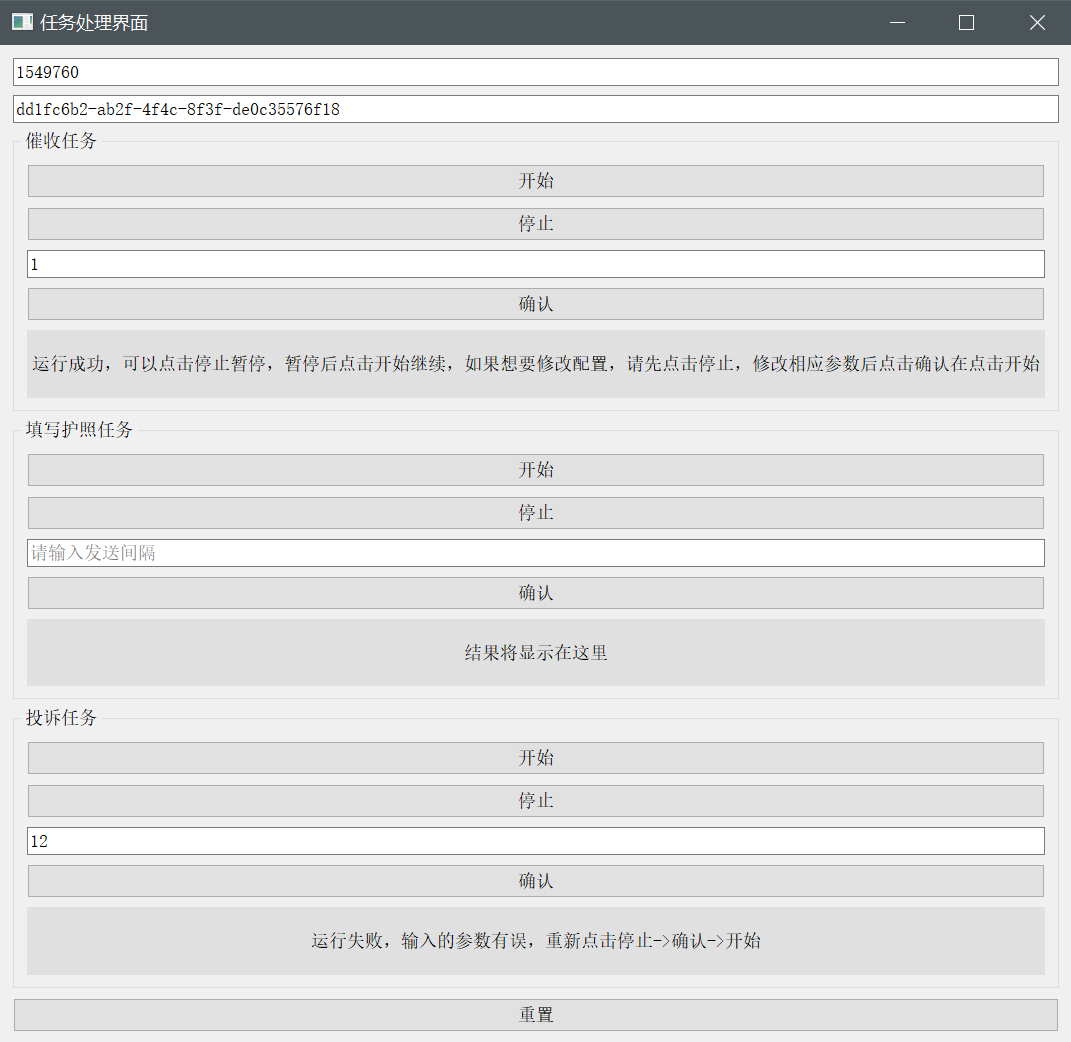 任务处理界面
1549760
dd1fc6b2-ab2f-4f4c-8f3f-de0c35576f18
催收任务
开始
停止
1
确认
运行成功，可以点击停止暂停，暂停后点击开始继续，如果想要修改配置，请先点击停止，修改相应参数后点击确认在点击开始
填写护照任务
开始
停止
请输入发送间隔
确认
结果将显示在这里
投诉任务
开始
停止
12
确认
运行失败，输入的参数有误，重新点击停止->确认->开始
重置